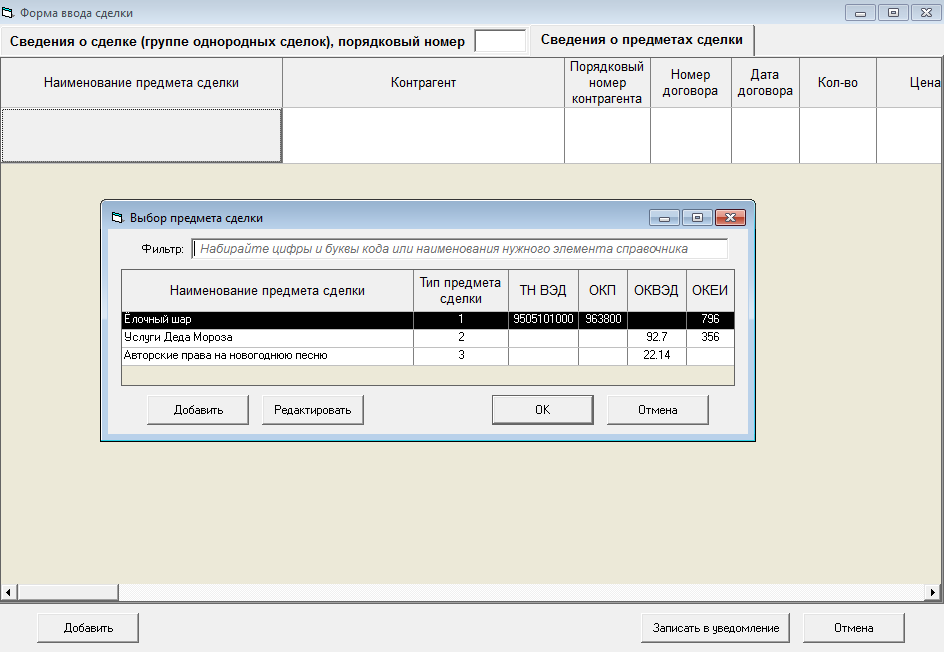 Форма ввода сделки
Сведения о сделке (группе однородных сделок), порядковый номер
Сведения о предметах сделки
Наименование предмета сделки
Контрагент
Порядковый
номер
контрагента
Номер
договора
Дата
договора
Кол-во
Цена
Выбор предмета сделки
Фильтр:
Набирайте цифры и буквы кода или наименования нужного элемента справочника
Наименование предмета сделки
Тип предмета
сделки
ТН ВЭД
ОКП
ОКВЭД
ОКЕИ
Ёлочный шар 1 9505101000 963800 796
Услуги Деда Мороза 2 92.7 356
Авторские права на новогоднюю песню 3 22.14
Добавить
Редактировать
ОК
Отмена
Добавить
Записать в уведомление
Отмена